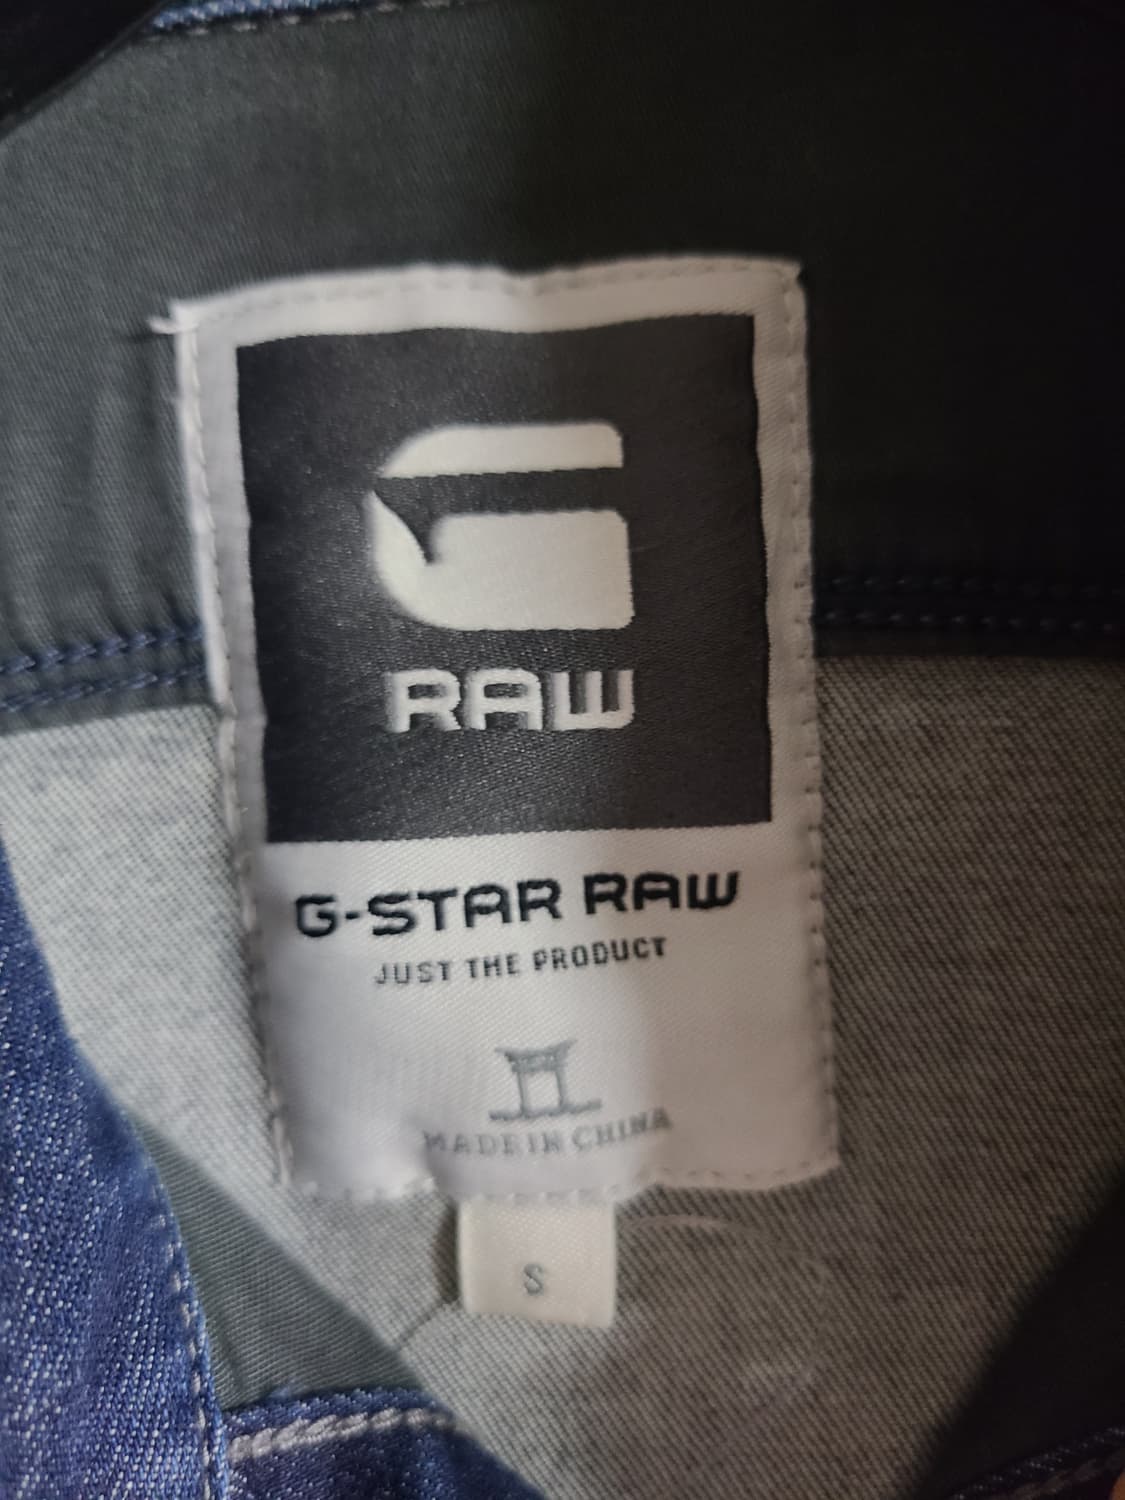 RAW
G-STAR RAW
JUST THE PRODUCT
MADE IN CHINA
S